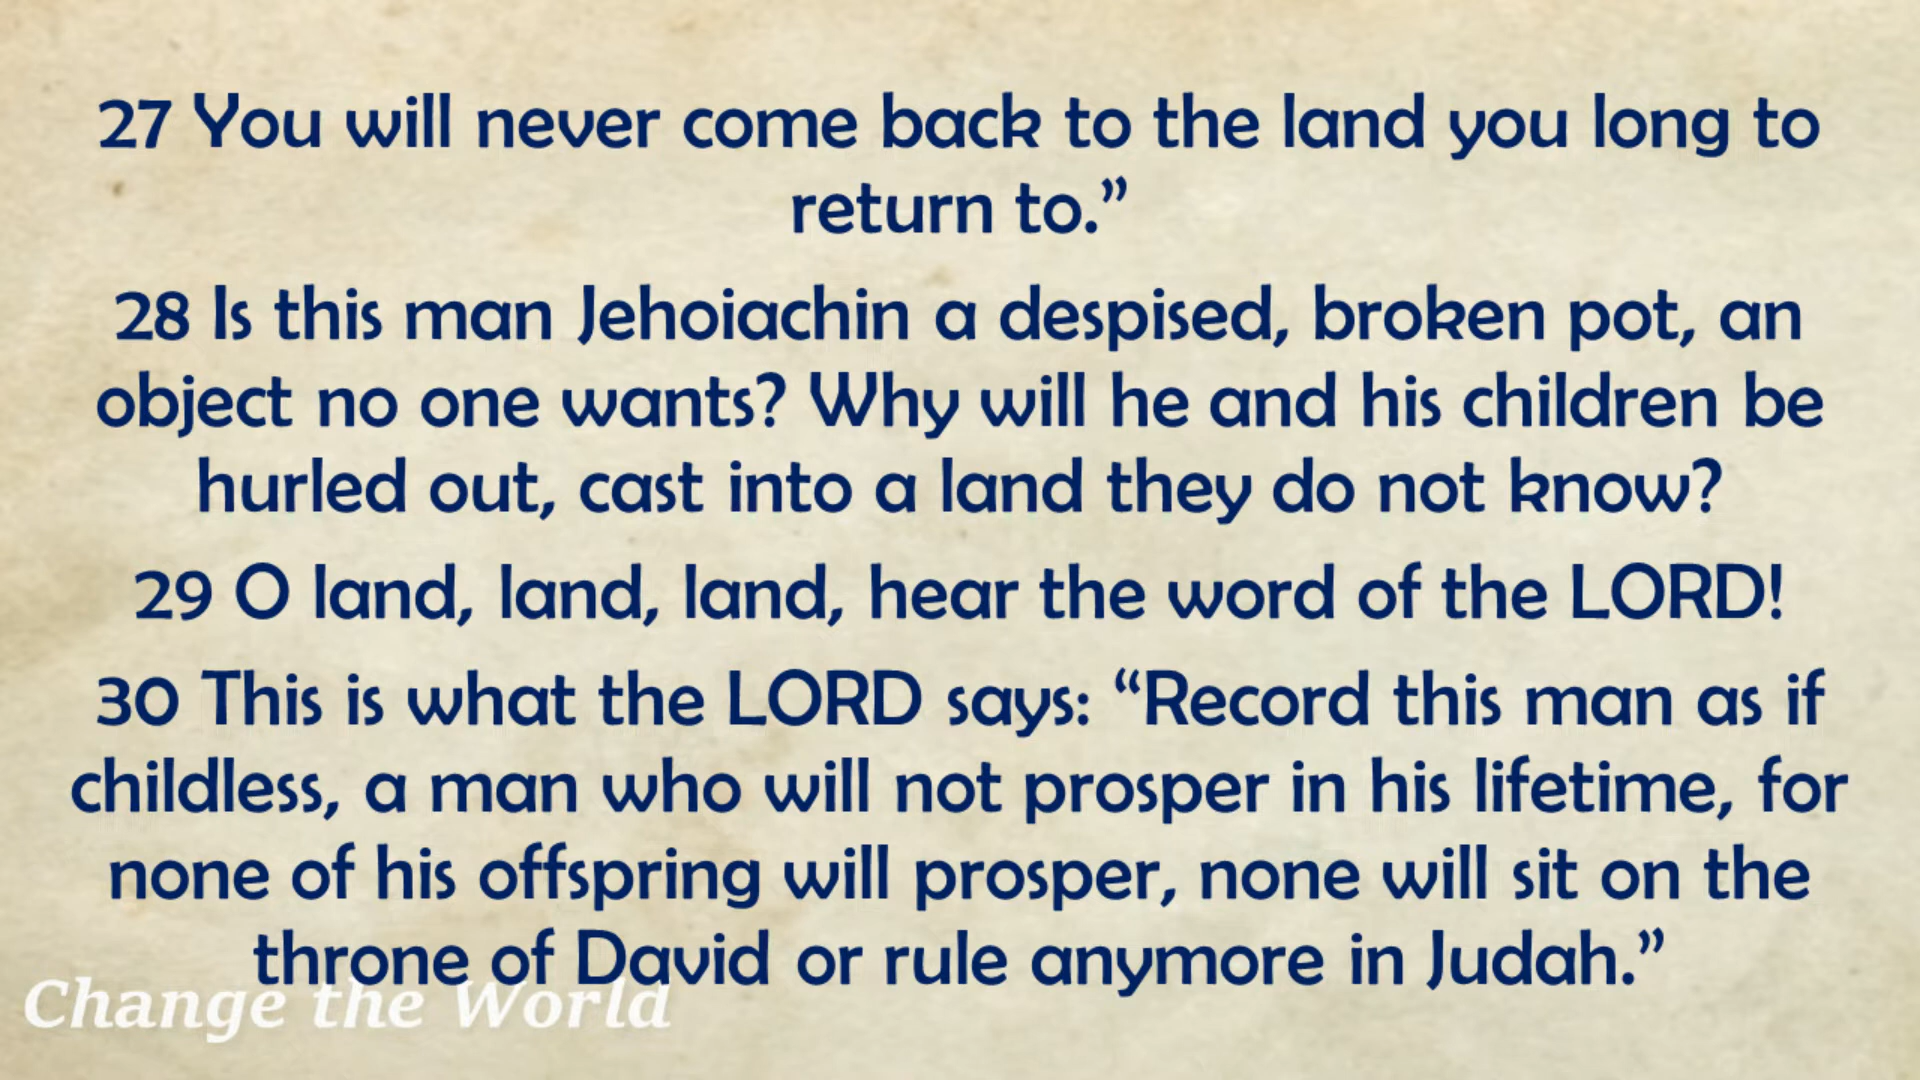 27 You will never come back to the land you long to
return to.”
28 Is this man Jehoiachin a despised, broken pot, an
object no one wants? Why will he and his children be
hurled out, cast into a land they do not know?
29 O land, land, land, hear the word of the LORD!
30 This is what the LORD says: “Record this man as if
childless, a man who will not prosper in his lifetime, for
none of his offspring will prosper, none will sit on the
throne of David or rule anymore in Judah.”
Change the World